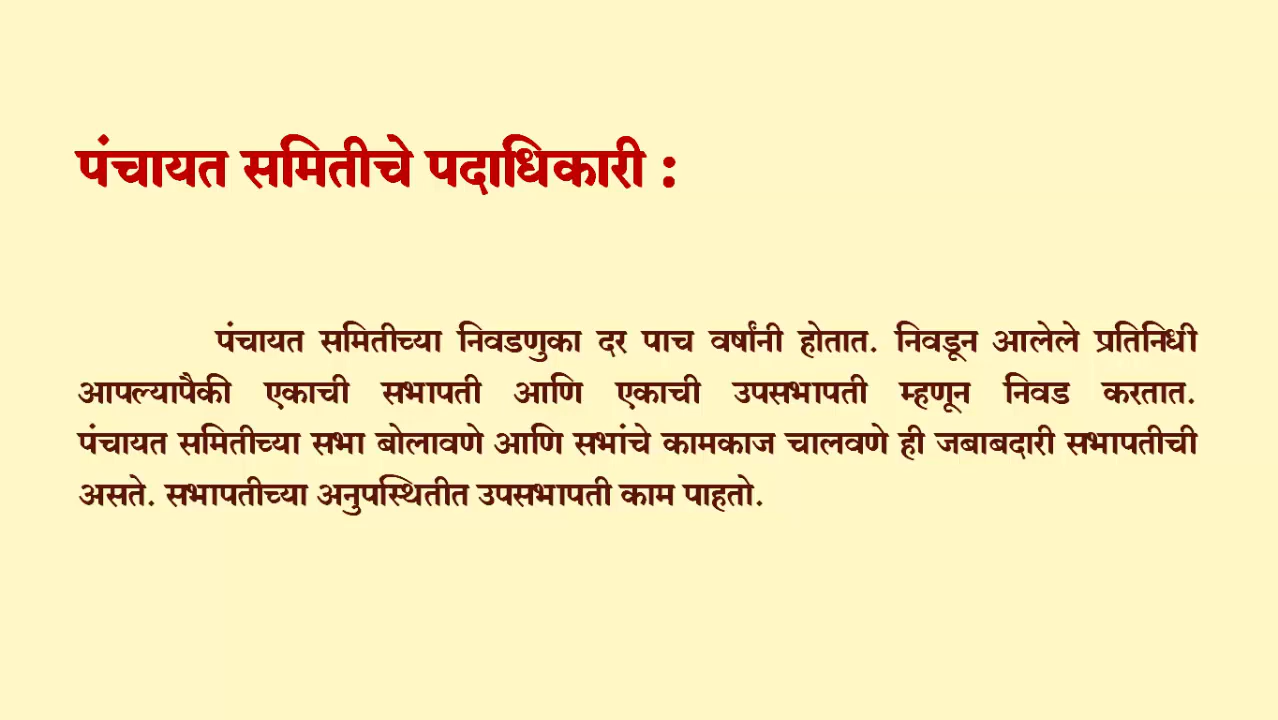 पंचायत समितीचे पदाधिकारी :
पंचायत समितीच्या निवडणुका दर पाच वर्षांनी होतात. निवडून आलेले प्रतिनिधी
आपल्यापैकी एकाची सभापती आणि एकाची उपसभापती म्हणून निवड करतात.
पंचायत समितीच्या सभा बोलावणे आणि सभांचे कामकाज चालवणे ही जबाबदारी सभापतीची
असते. सभापतीच्या अनुपस्थितीत उपसभापती काम पाहतो.